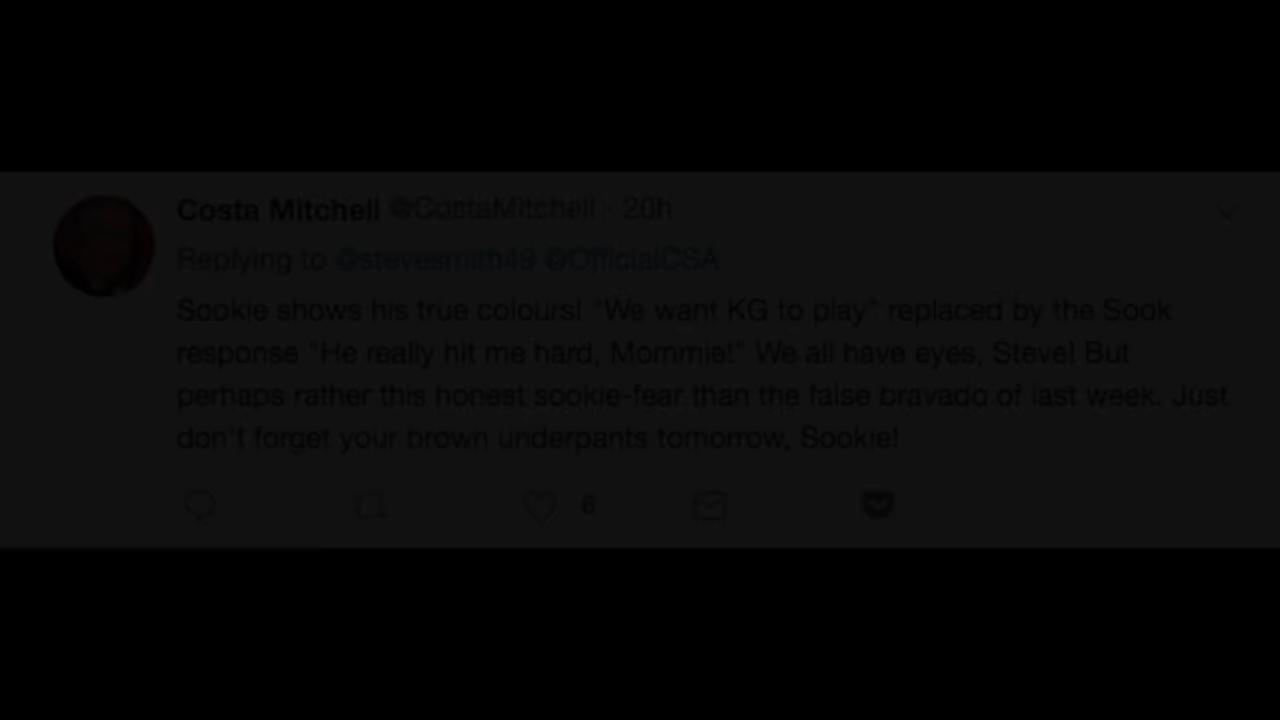 Costa Mitchell @CostaMitchell · 20h
Replying to @stevesmith49 @OfficialCSA
Sookie shows his true colours! "We want KG to play" replaced by the Sook
response "He really hit me hard, Mommie!" We all have eyes, Steve! But
perhaps rather this honest sookie-fear than the false bravado of last week. Just
don't forget your brown underpants tomorrow, Sookie!
6